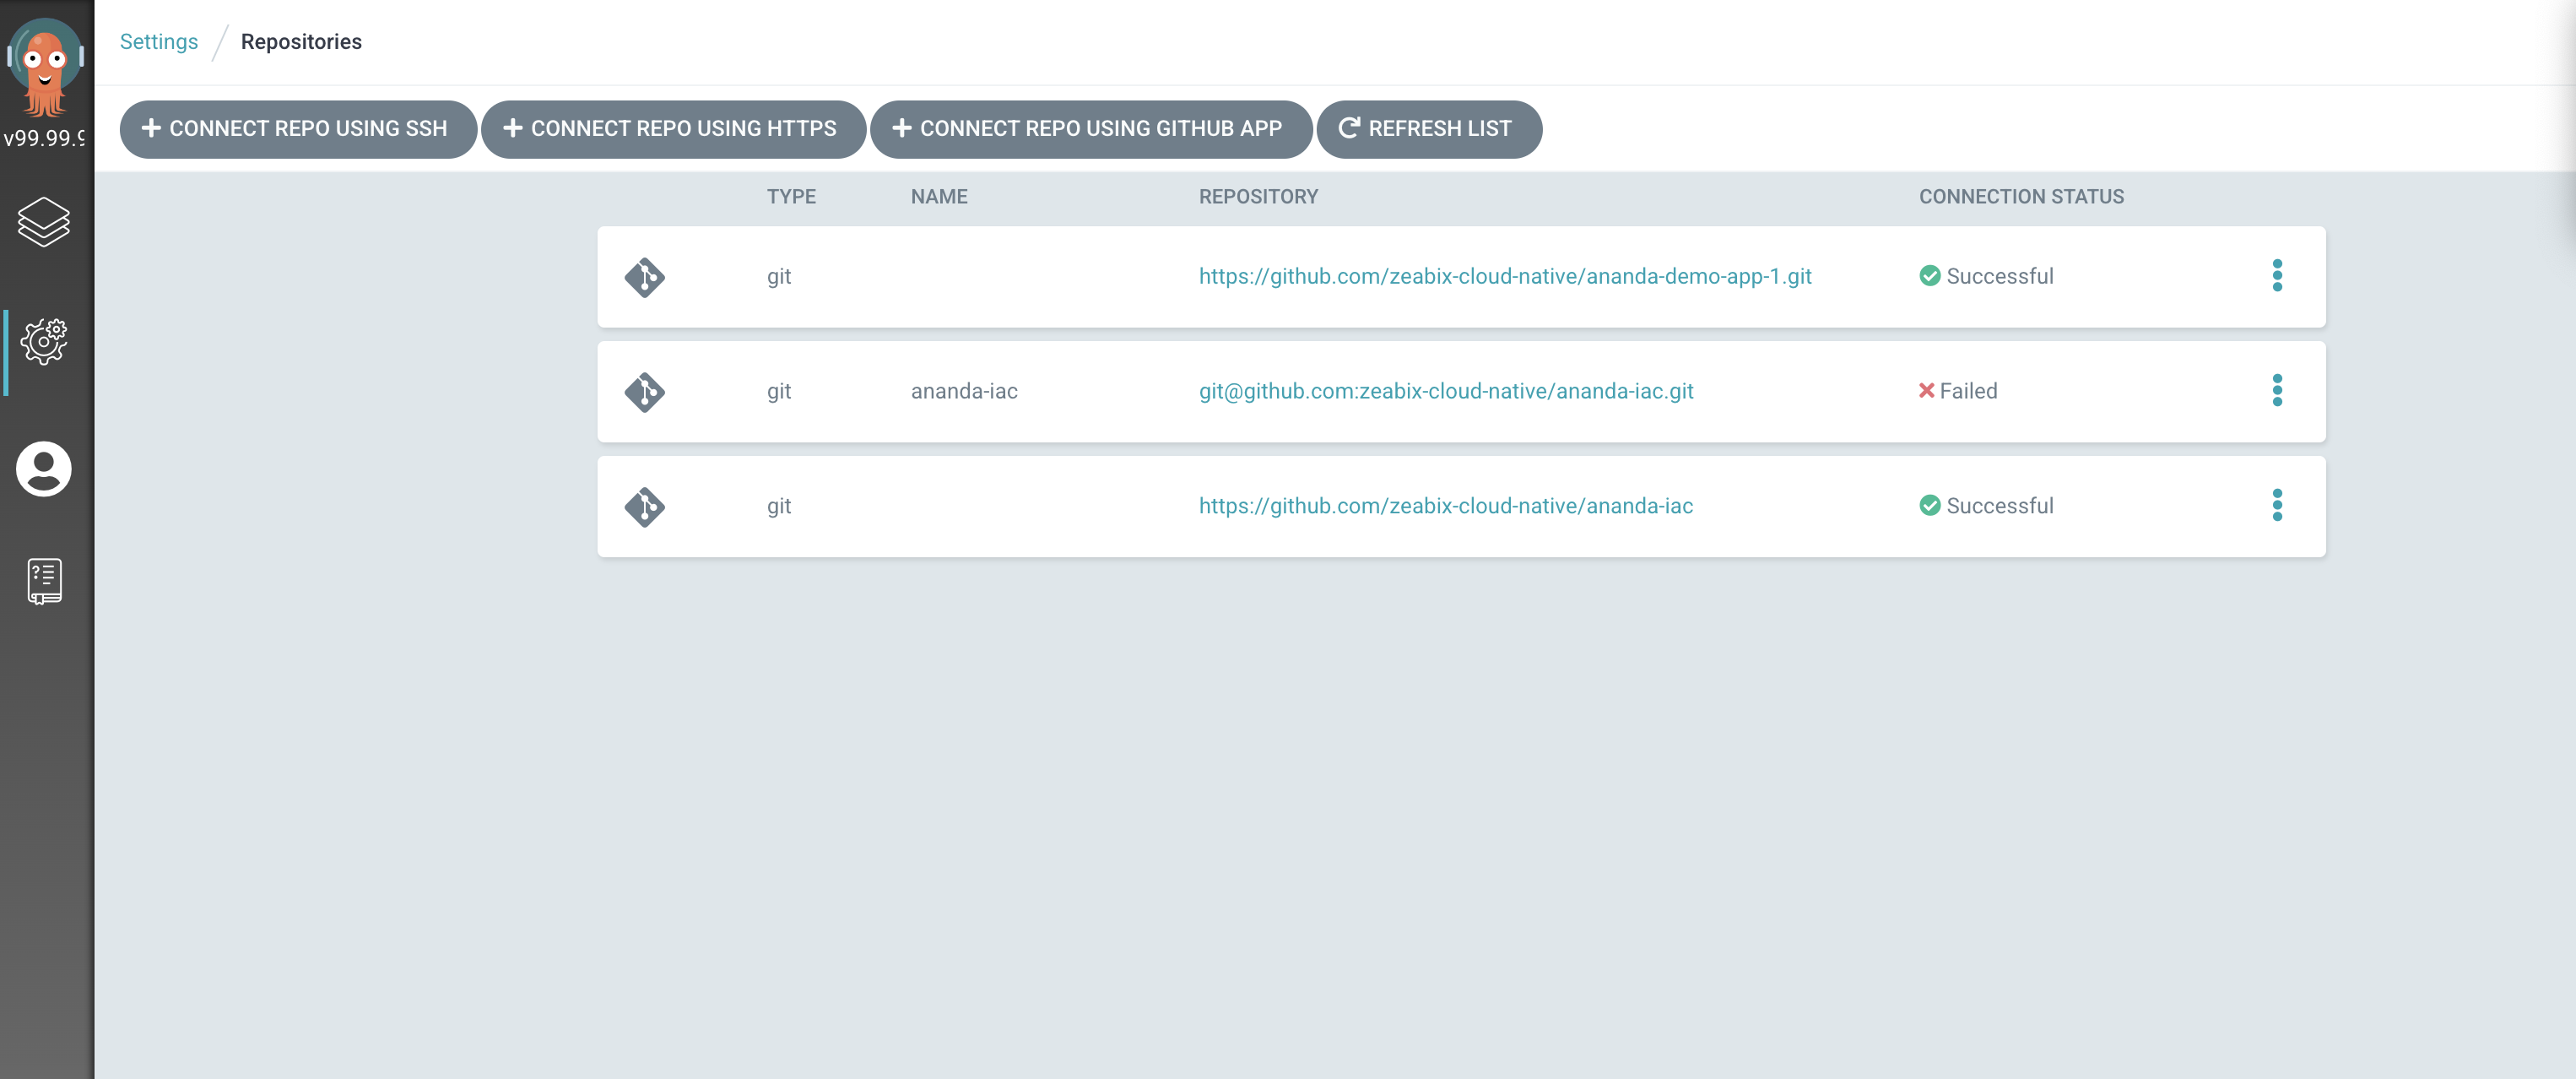 Settings / Repositories
v99.99.9
+ CONNECT REPO USING SSH + CONNECT REPO USING HTTPS + CONNECT REPO USING GITHUB APP REFRESH LIST
TYPE NAME REPOSITORY CONNECTION STATUS
git https://github.com/zeabix-cloud-native/ananda-demo-app-1.git Successful
git ananda-iac git@github.com:zeabix-cloud-native/ananda-iac.git Failed
git https://github.com/zeabix-cloud-native/ananda-iac Successful